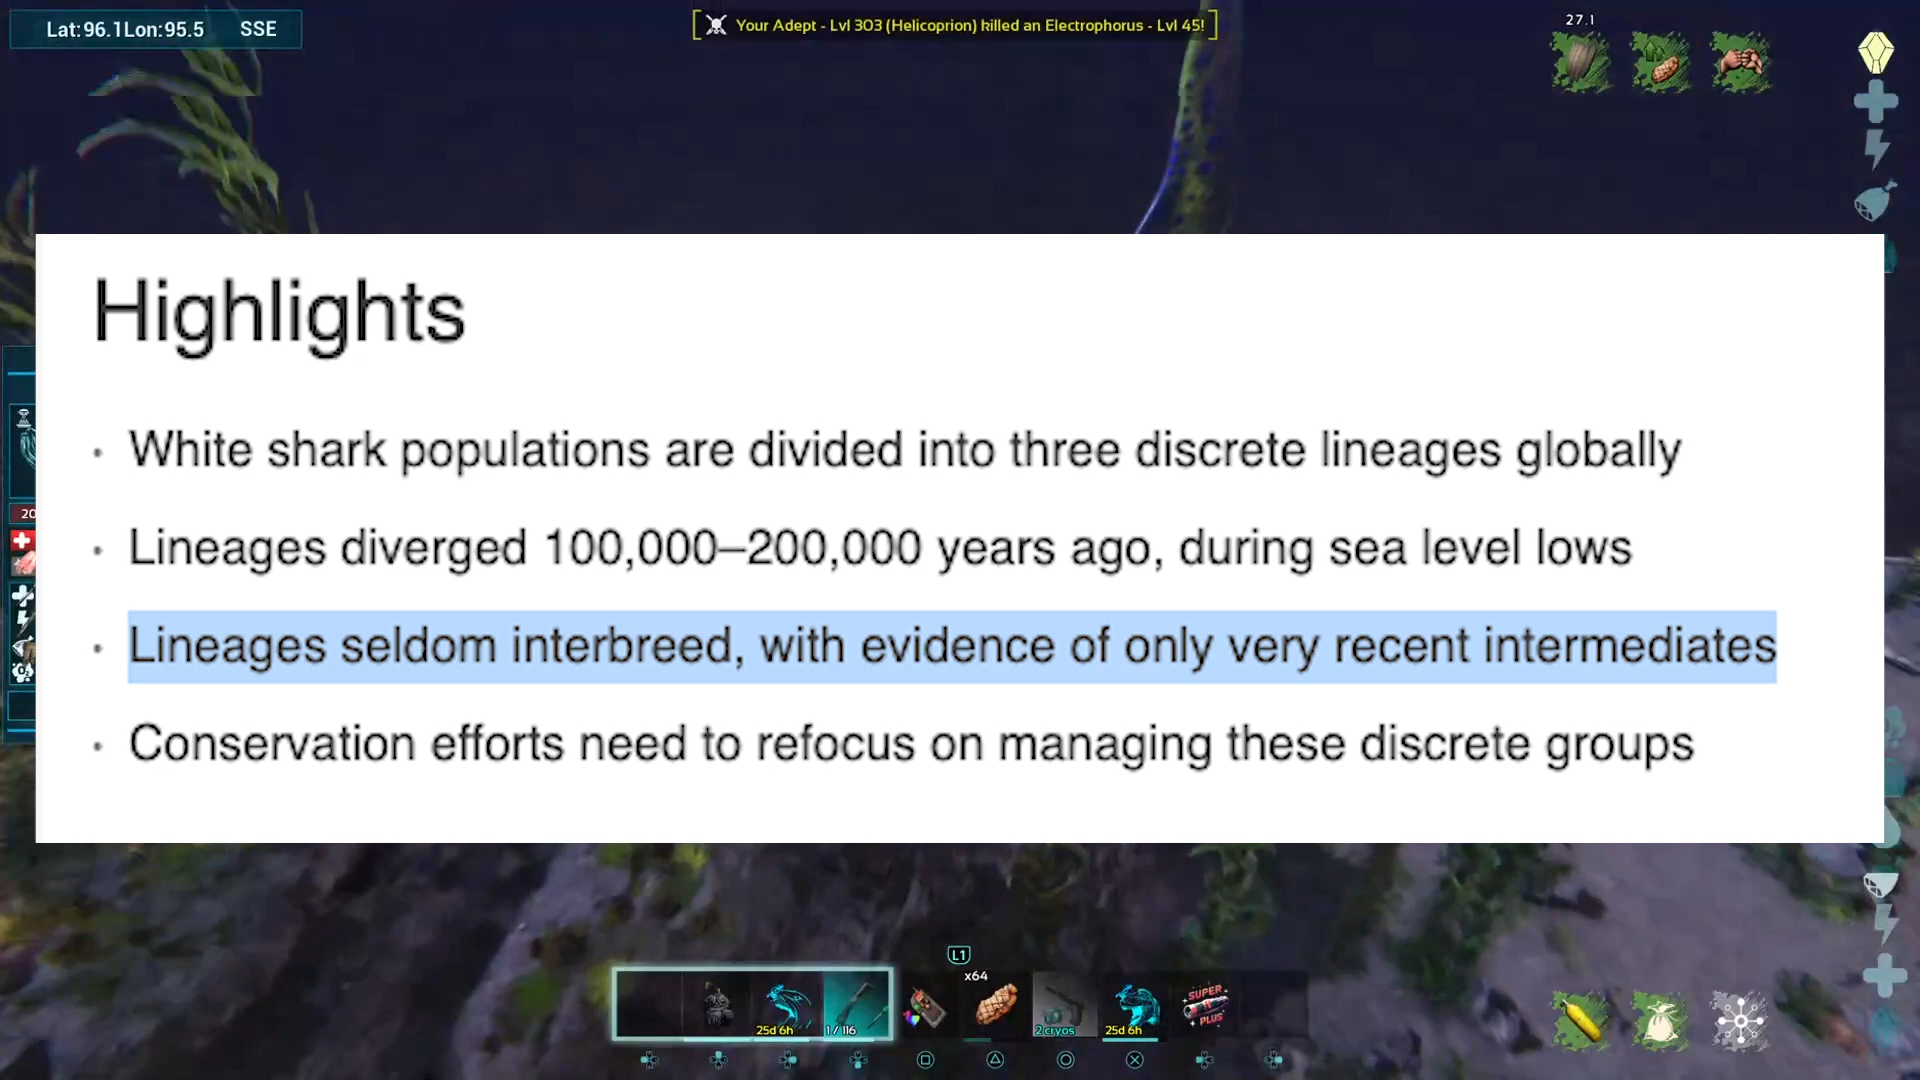 Lat:96.1Lon:95.5 SSE
Your Adept - Lvl 303 (Helicoprion) killed an Electrophorus - Lvl 45!
27.1
Highlights
• White shark populations are divided into three discrete lineages globally
• Lineages diverged 100,000–200,000 years ago, during sea level lows
• Lineages seldom interbreed, with evidence of only very recent intermediates
• Conservation efforts need to refocus on managing these discrete groups
20
L1
x64
25d 6h
1 / 116
2 cryos
25d 6h
SUPER
PLUS